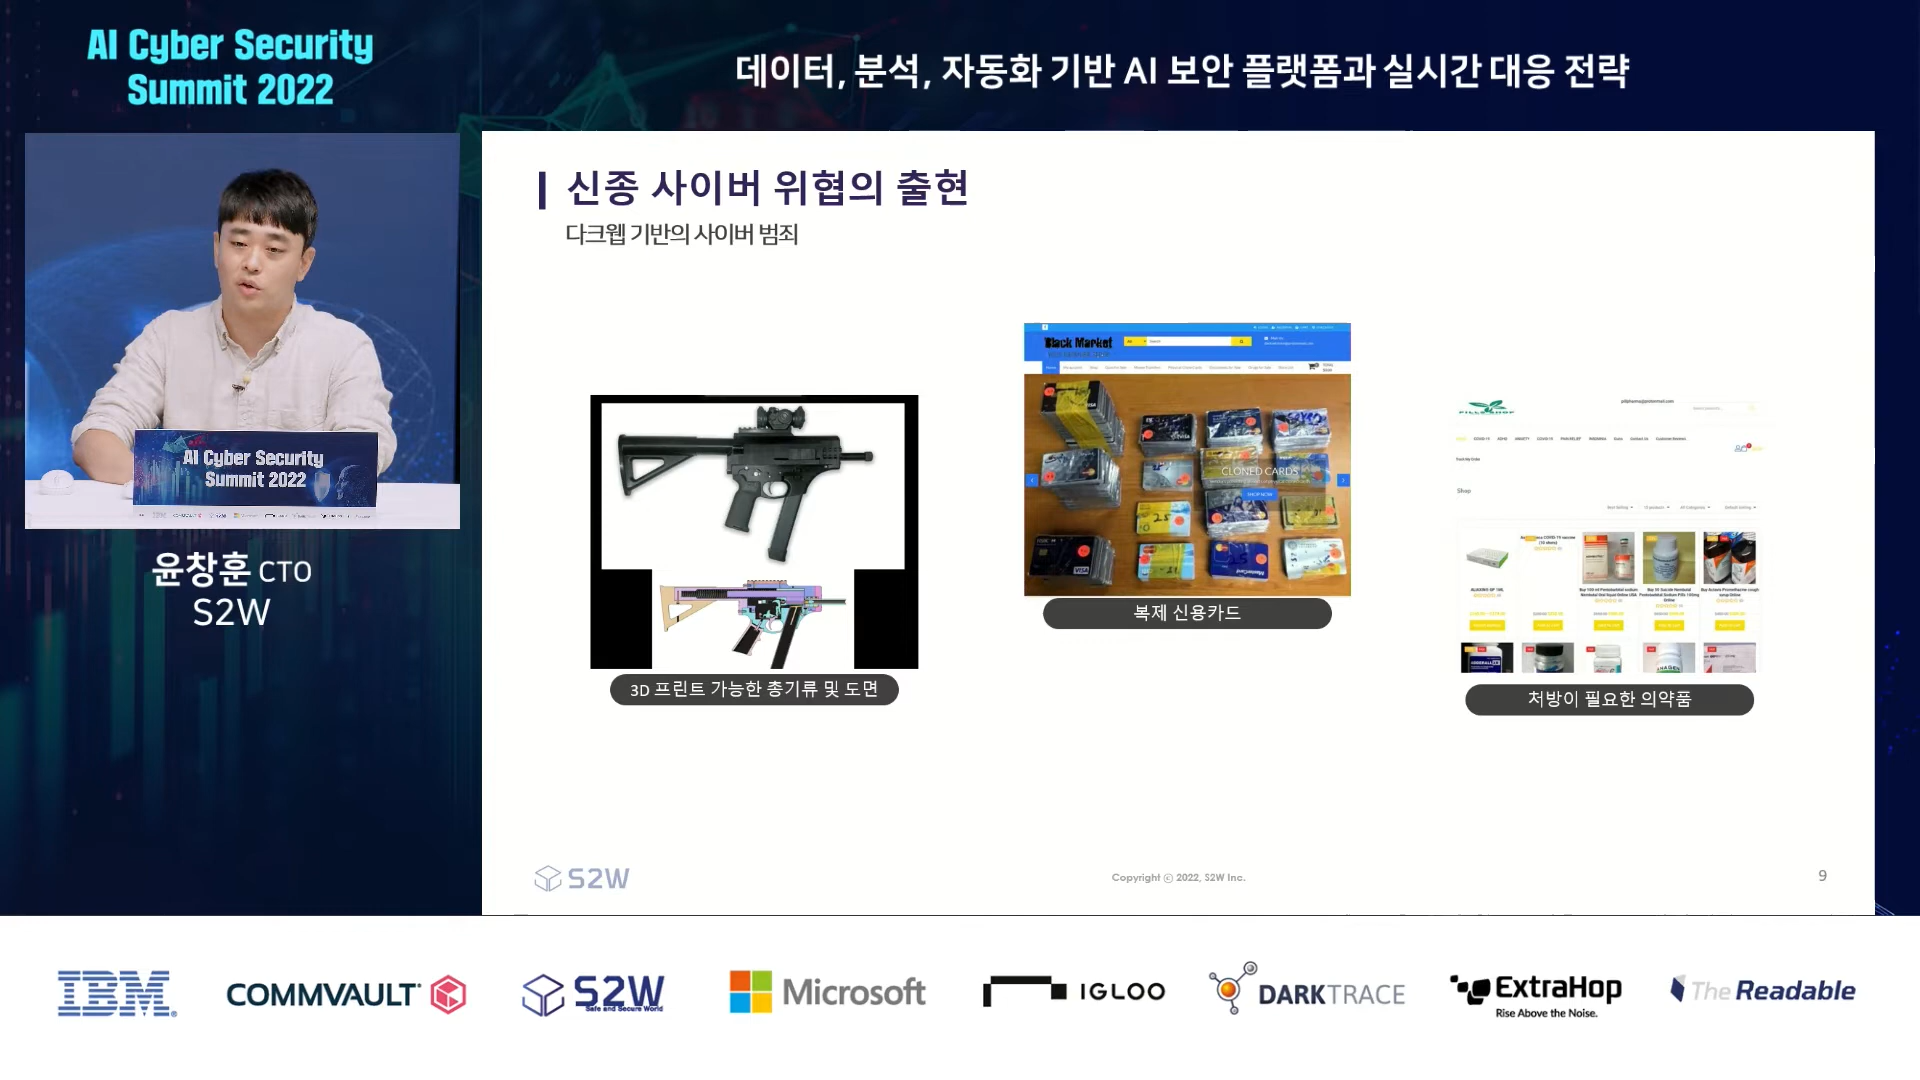 AI Cyber Security
Summit 2022
데이터, 분석, 자동화 기반 AI 보안 플랫폼과 실시간 대응 전략
AI Cyber Security
Summit 2022
윤창훈 CTO
S2W
신종 사이버 위협의 출현
다크웹 기반의 사이버 범죄
3D 프린트 가능한 총기류 및 도면
Black Market
CLONED CARDS
SHOP NOW
복제 신용카드
PILLS SHOP
Shop
처방이 필요한 의약품
S2W
Copyright ⓒ 2022, S2W Inc.
9
IBM
COMMVAULT
S2W
Safe and Secure World
Microsoft
IGLOO
DARKTRACE
ExtraHop
Rise Above the Noise.
The Readable